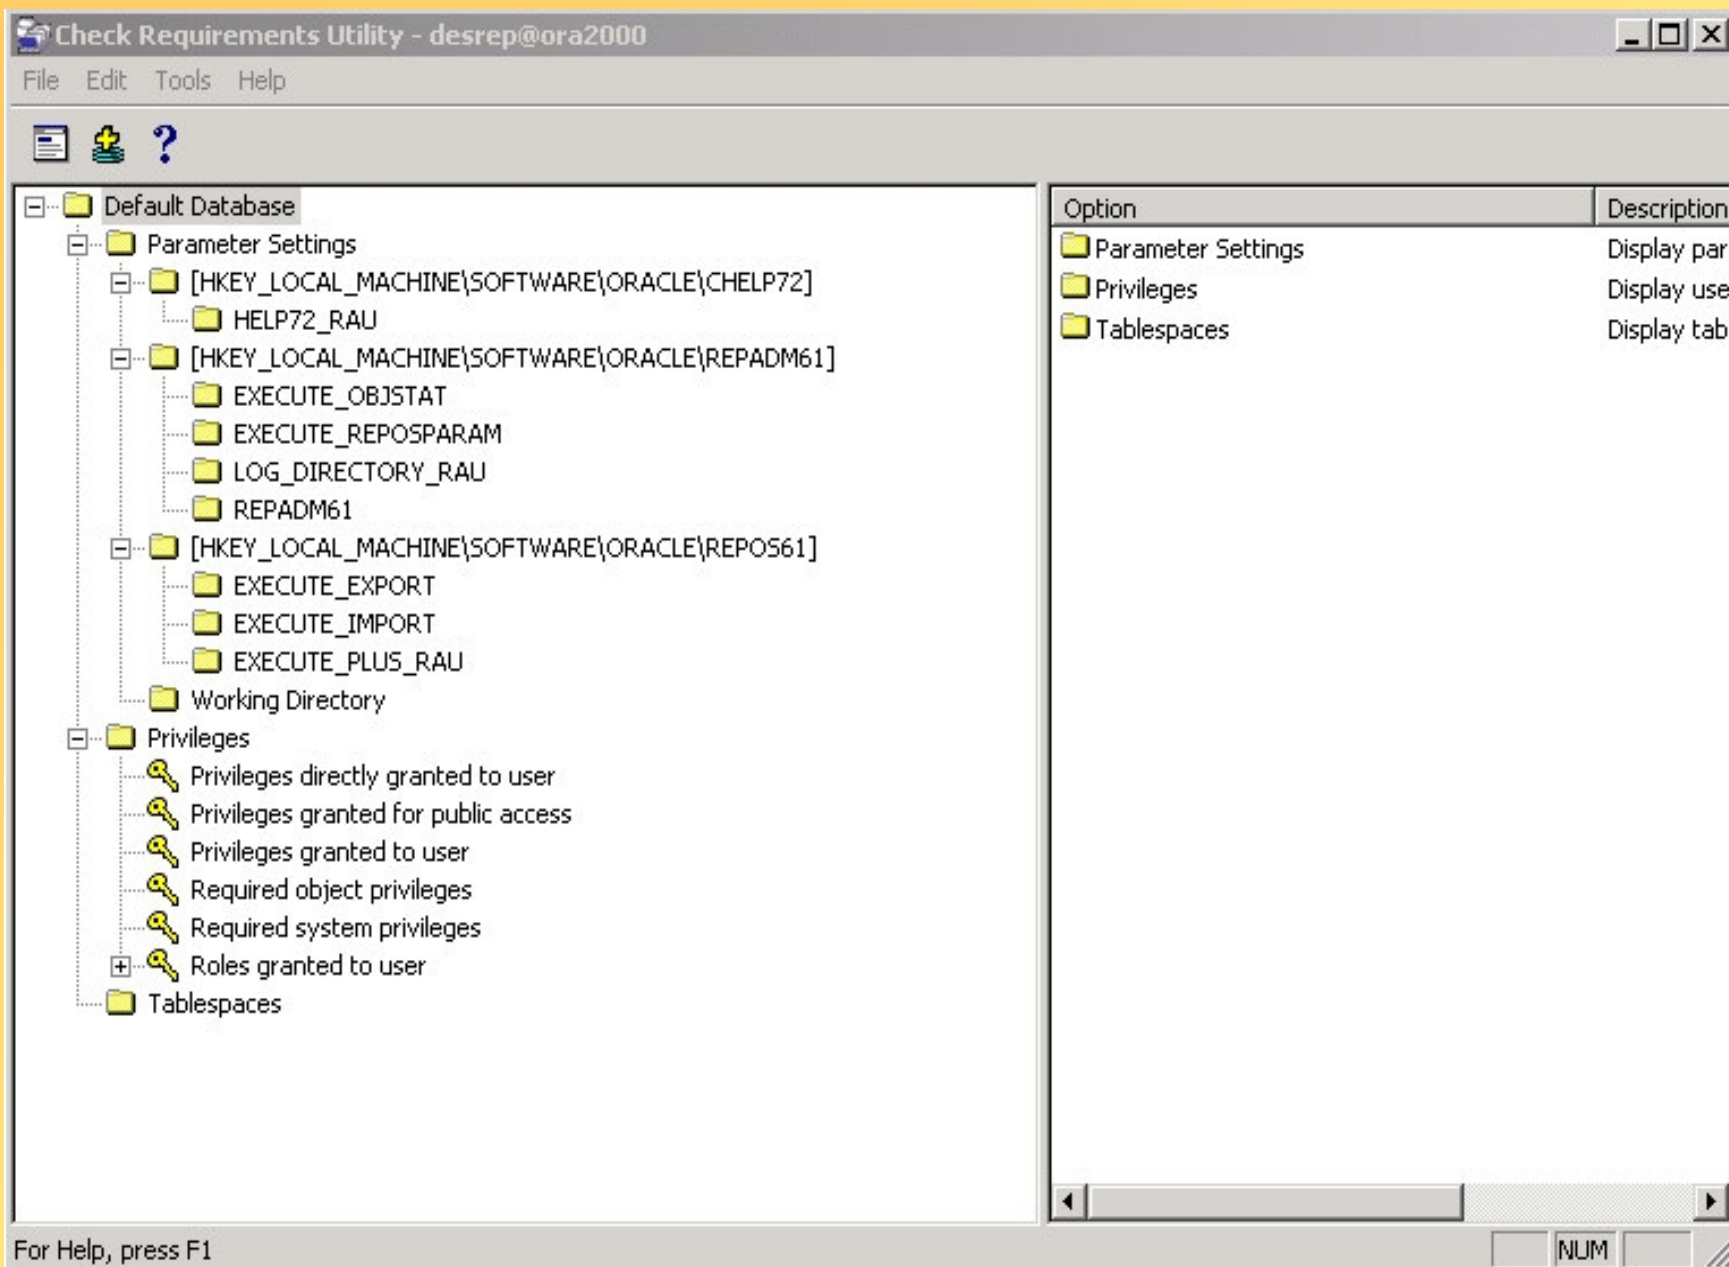 Check Requirements Utility - desrep@ora2000
File Edit Tools Help
Default Database
Parameter Settings
[HKEY_LOCAL_MACHINE\SOFTWARE\ORACLE\CHELP72]
HELP72_RAU
[HKEY_LOCAL_MACHINE\SOFTWARE\ORACLE\REPADM61]
EXECUTE_OBJSTAT
EXECUTE_REPOSPARAM
LOG_DIRECTORY_RAU
REPADM61
[HKEY_LOCAL_MACHINE\SOFTWARE\ORACLE\REPOS61]
EXECUTE_EXPORT
EXECUTE_IMPORT
EXECUTE_PLUS_RAU
Working Directory
Privileges
Privileges directly granted to user
Privileges granted for public access
Privileges granted to user
Required object privileges
Required system privileges
Roles granted to user
Tablespaces
Option Description
Parameter Settings Display par
Privileges Display use
Tablespaces Display tab
For Help, press F1
NUM